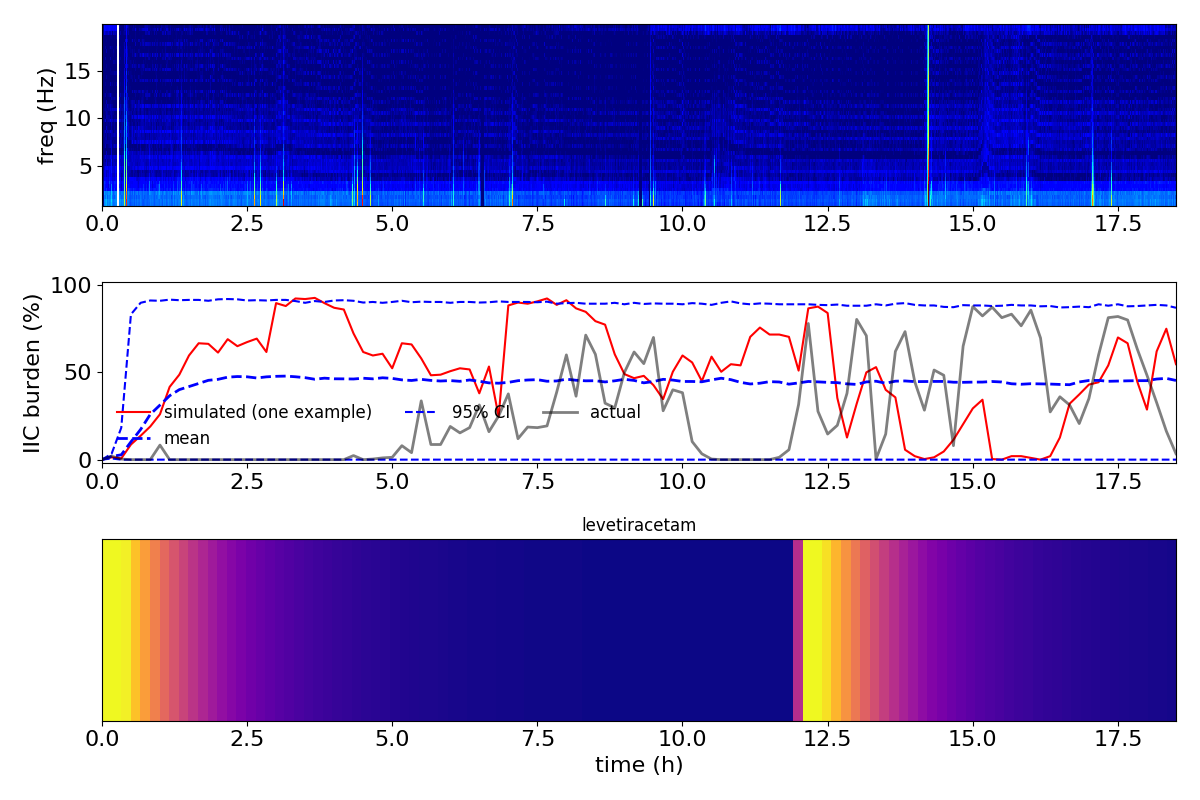 freq (Hz)
15
10
5
0.0 2.5 5.0 7.5 10.0 12.5 15.0 17.5
IIC burden (%)
100
50
0
simulated (one example) 95% CI actual
mean
0.0 2.5 5.0 7.5 10.0 12.5 15.0 17.5
levetiracetam
0.0 2.5 5.0 7.5 10.0 12.5 15.0 17.5
time (h)